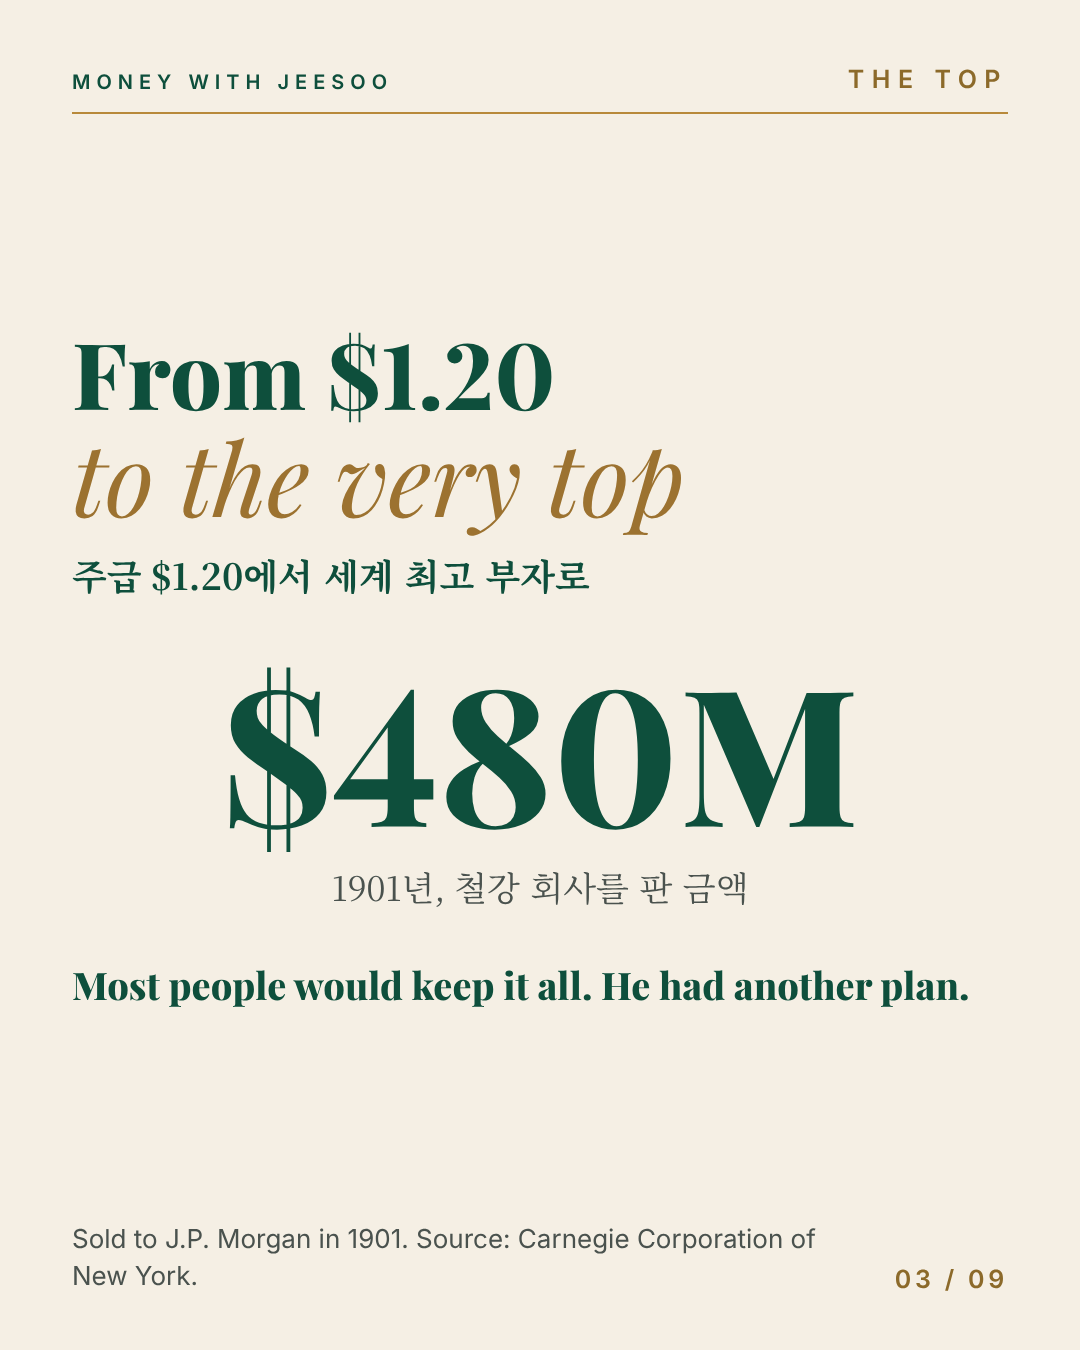 MONEY WITH JEESOO
THE TOP
From $1.20
to the very top
주급 $1.20에서 세계 최고 부자로
$480M
1901년, 철강 회사를 판 금액
Most people would keep it all. He had another plan.
Sold to J.P. Morgan in 1901. Source: Carnegie Corporation of
New York.
03 / 09